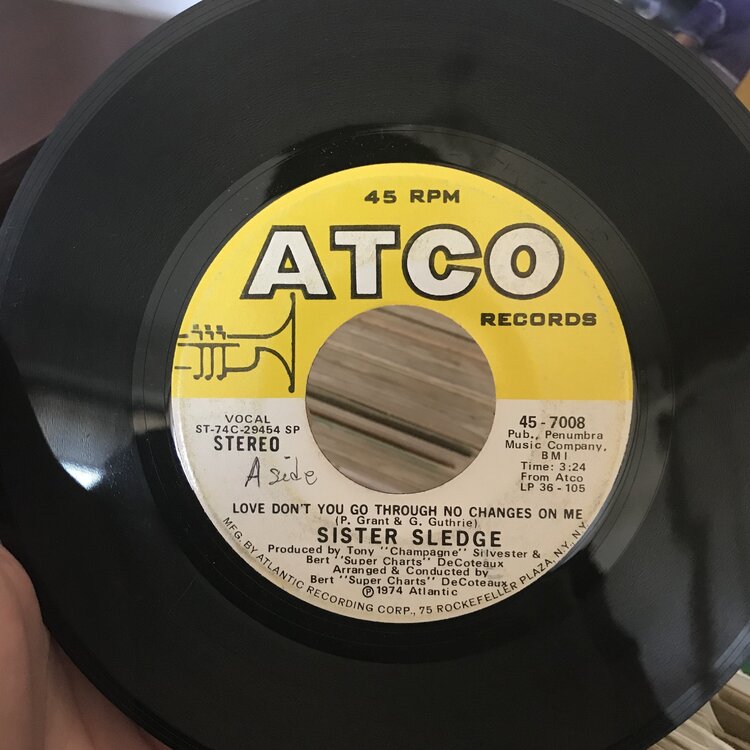 45 RPM
ATCO
RECORDS
VOCAL
ST-74C-29454 SP
STEREO
A side
45-7008
Pub., Penumbra
Music Company,
BMI
Time: 3:24
From Atco
LP 36-105
LOVE DON'T YOU GO THROUGH NO CHANGES ON ME
(P. Grant & G. Guthrie)
SISTER SLEDGE
Produced by Tony "Champagne" Silvester &
Bert "Super Charts" DeCoteaux
Arranged & Conducted by
Bert "Super Charts" DeCoteaux
Ⓟ1974 Atlantic
MFG. BY ATLANTIC RECORDING CORP., 75 ROCKEFELLER PLAZA, N.Y. N.Y.